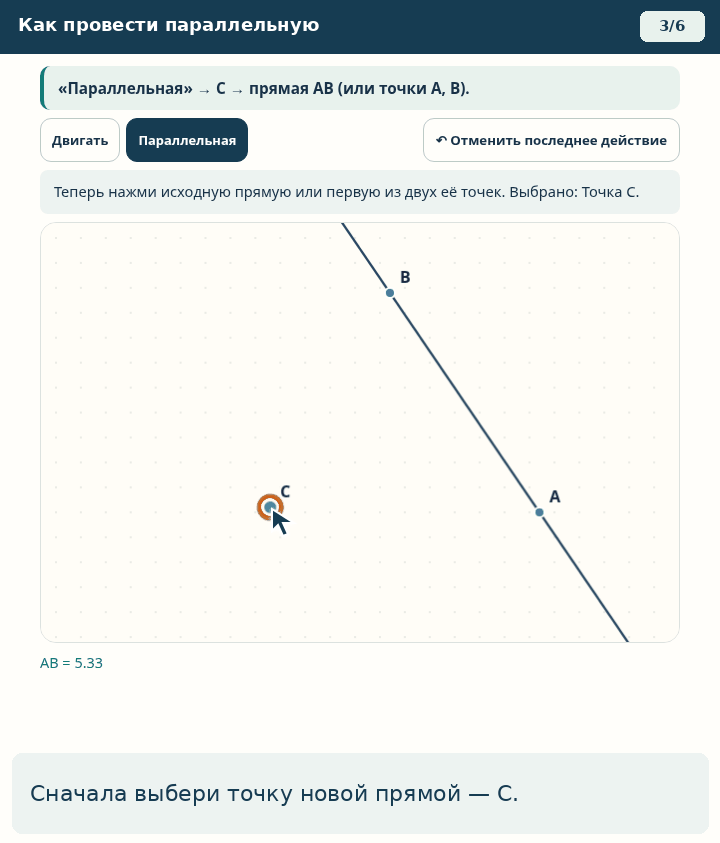 Как провести параллельную
3/6
«Параллельная» → C → прямая AB (или точки A, B).
Двигать
Параллельная
↶ Отменить последнее действие
Теперь нажми исходную прямую или первую из двух её точек. Выбрано: Точка C.
B
C
A
AB = 5.33
Сначала выбери точку новой прямой — C.